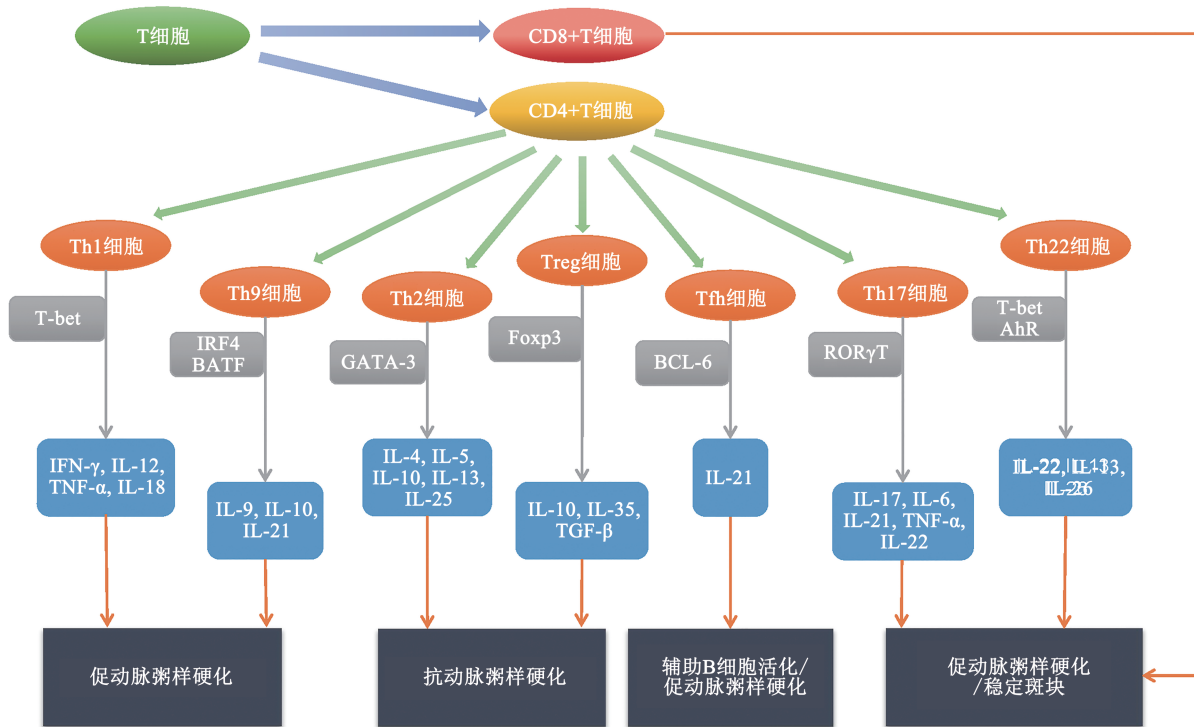 T细胞
CD8+T细胞
CD4+T细胞
Th1细胞
Th9细胞
Th2细胞
Treg细胞
Tfh细胞
Th17细胞
Th22细胞
T-bet
IRF4
BATF
GATA-3
Foxp3
BCL-6
RORγT
T-bet
AhR
IFN-γ, IL-12,
TNF-α, IL-18
IL-9, IL-10,
IL-21
IL-4, IL-5,
IL-10, IL-13,
IL-25
IL-10, IL-35,
TGF-β
IL-21
IL-17, IL-6,
IL-21, TNF-α,
IL-22
IL-22,
促动脉粥样硬化
抗动脉粥样硬化
辅助B细胞活化/
促动脉粥样硬化
促动脉粥样硬化
/稳定斑块